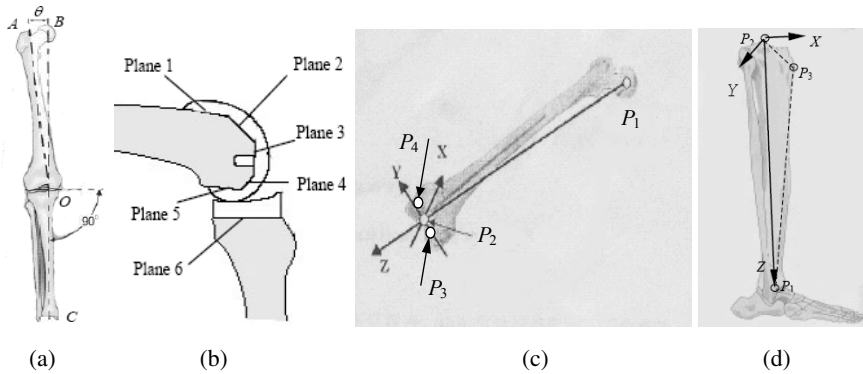 θ
A
B
O
90°
C
Plane 1
Plane 2
Plane 3
Plane 4
Plane 5
Plane 6
P1
P4
X
Y
P2
Z
P3
P2
X
P3
Y
Z
P1
(a)
(b)
(c)
(d)